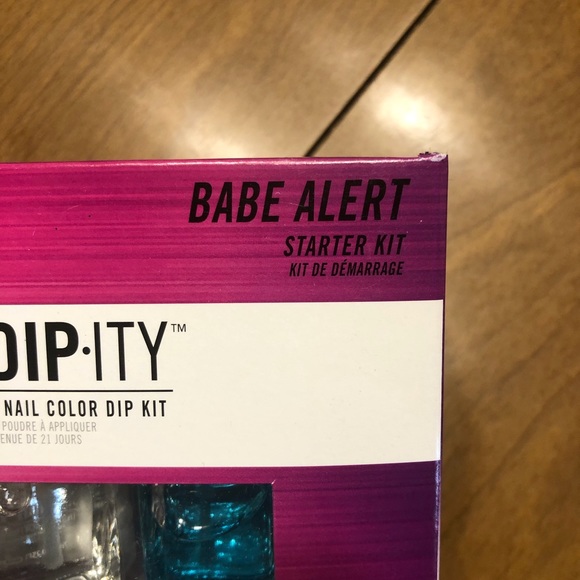 BABE ALERT
STARTER KIT
KIT DE DÉMARRAGE
DIP·ITY™
NAIL COLOR DIP KIT
POUDRE À APPLIQUER
ENUE DE 21 JOURS